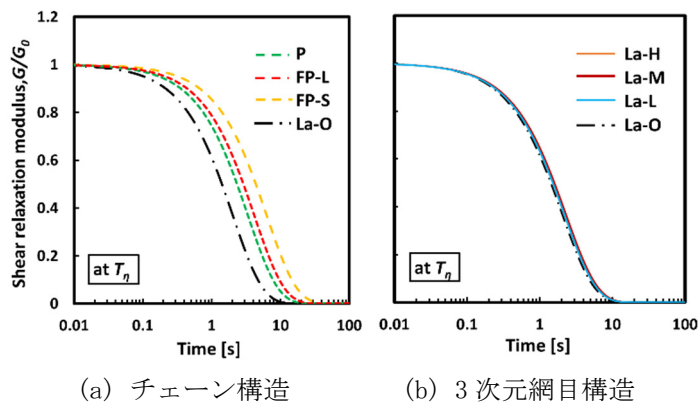 Shear relaxation modulus,G/G₀
1.2
1
0.8
0.6
0.4
0.2
0
P
FP-L
FP-S
La-O
at Tη
0.01
0.1
1
10
100
Time [s]
(a) チェーン構造
La-H
La-M
La-L
La-O
at Tη
0.01
0.1
1
10
100
Time [s]
(b) 3 次元網目構造